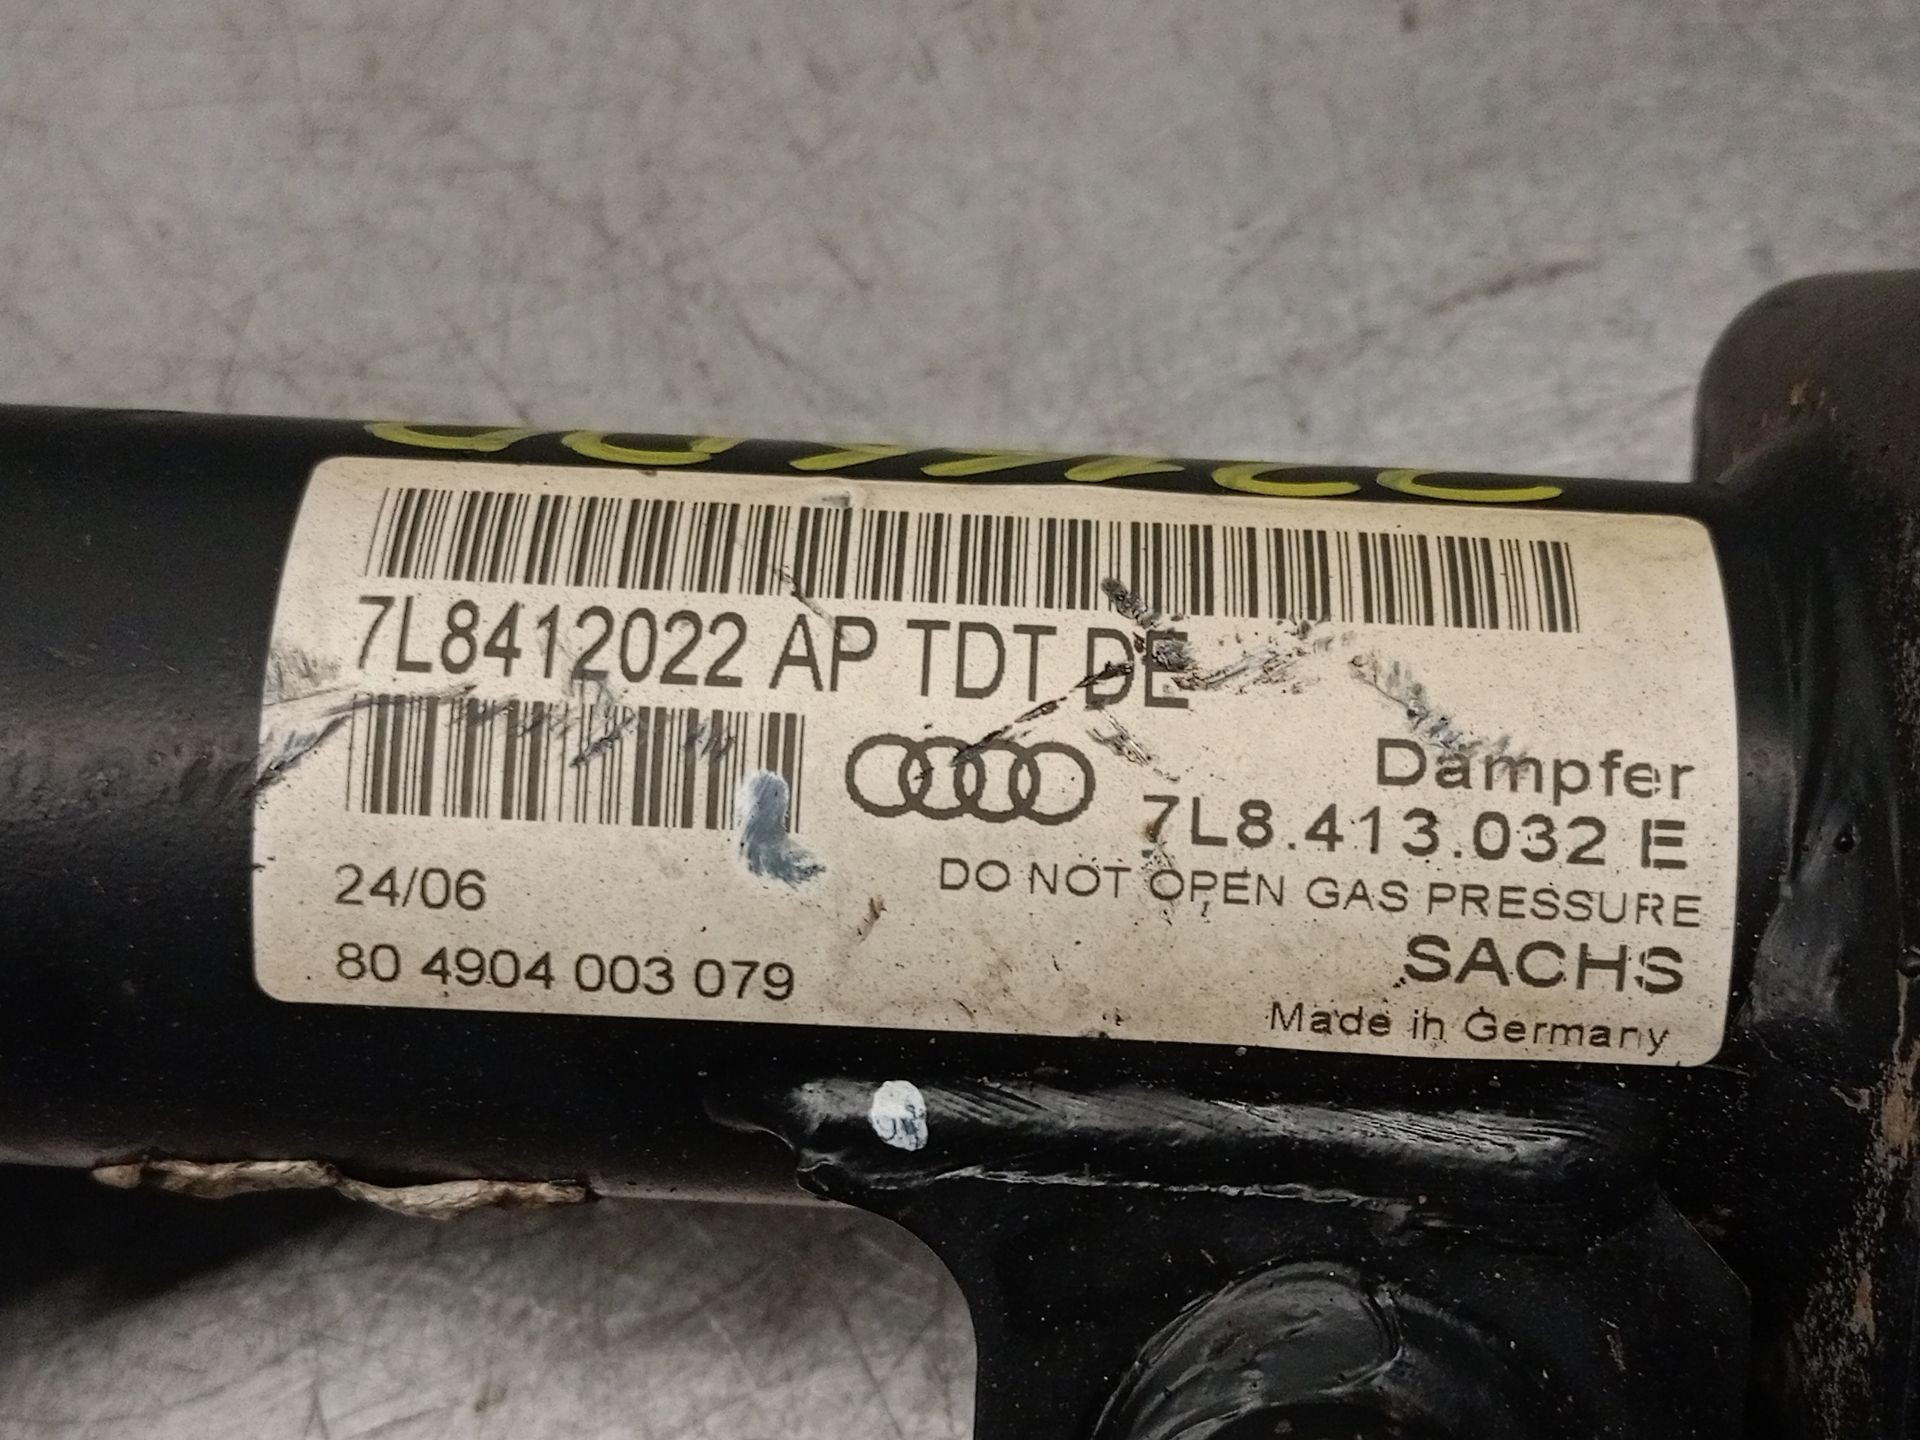 7L8412022 AP TDT DE
Dampfer
7L8.413.032 E
24/06
DO NOT OPEN GAS PRESSURE
80 4904 003 079
SACHS
Made in Germany